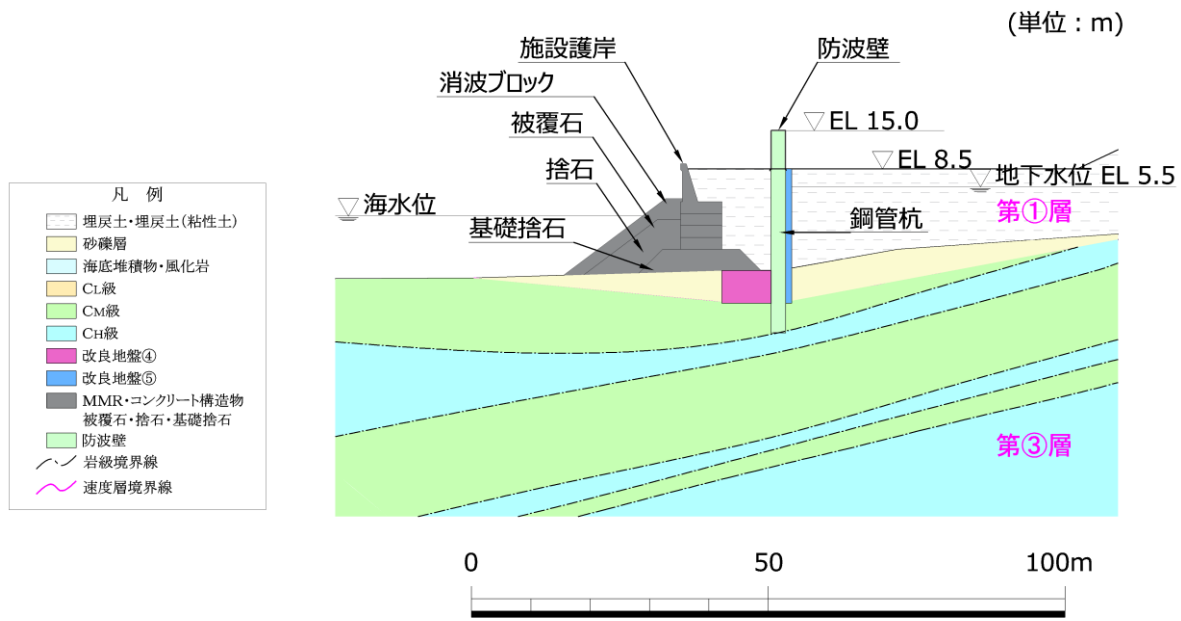 (単位：m)
施設護岸
防波壁
消波ブロック
EL 15.0
被覆石
EL 8.5
捨石
地下水位 EL 5.5
海水位
第①層
基礎捨石
鋼管杭
第③層
凡 例
埋戻土・埋戻土(粘性土)
砂礫層
海底堆積物・風化岩
CL級
CM級
CH級
改良地盤④
改良地盤⑤
MMR・コンクリート構造物
被覆石・捨石・基礎捨石
防波壁
岩級境界線
速度層境界線
0 50 100m